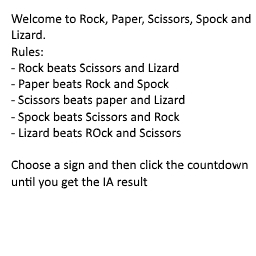 Welcome to Rock, Paper, Scissors, Spock and
Lizard.
Rules:
- Rock beats Scissors and Lizard
- Paper beats Rock and Spock
- Scissors beats paper and Lizard
- Spock beats Scissors and Rock
- Lizard beats ROck and Scissors
Choose a sign and then click the countdown
until you get the IA result